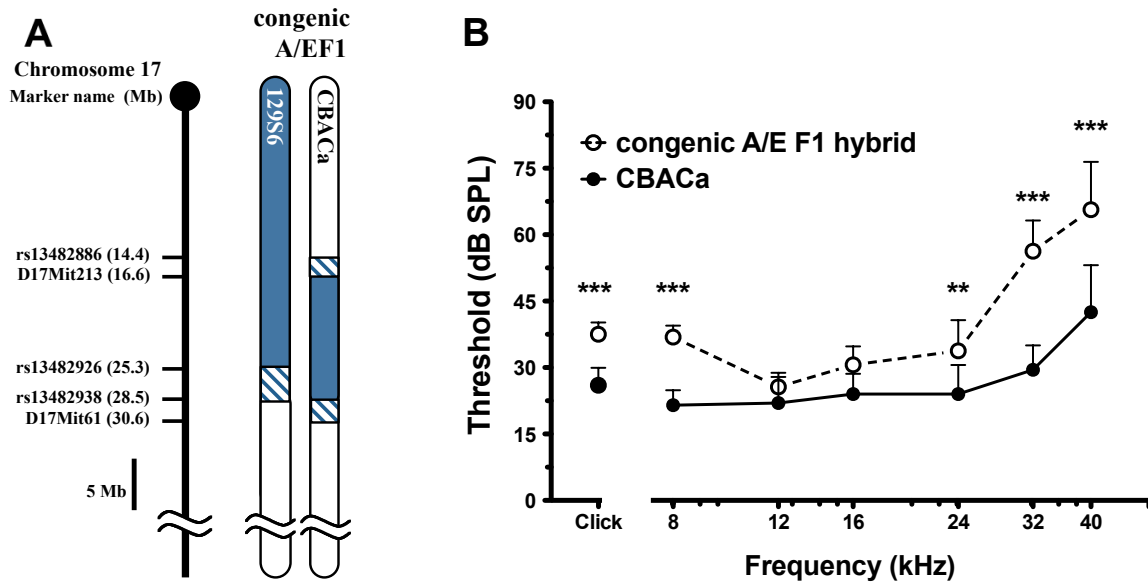 A
congenic
A/EF1
Chromosome 17
Marker name (Mb)
129S6
CBACa
rs13482886 (14.4)
D17Mit213 (16.6)
rs13482926 (25.3)
rs13482938 (28.5)
D17Mit61 (30.6)
5 Mb
B
Threshold (dB SPL)
90
75
60
45
30
15
0
congenic A/E F1 hybrid
CBACa
***
***
**
***
***
Click
8
12
16
24
32
40
Frequency (kHz)